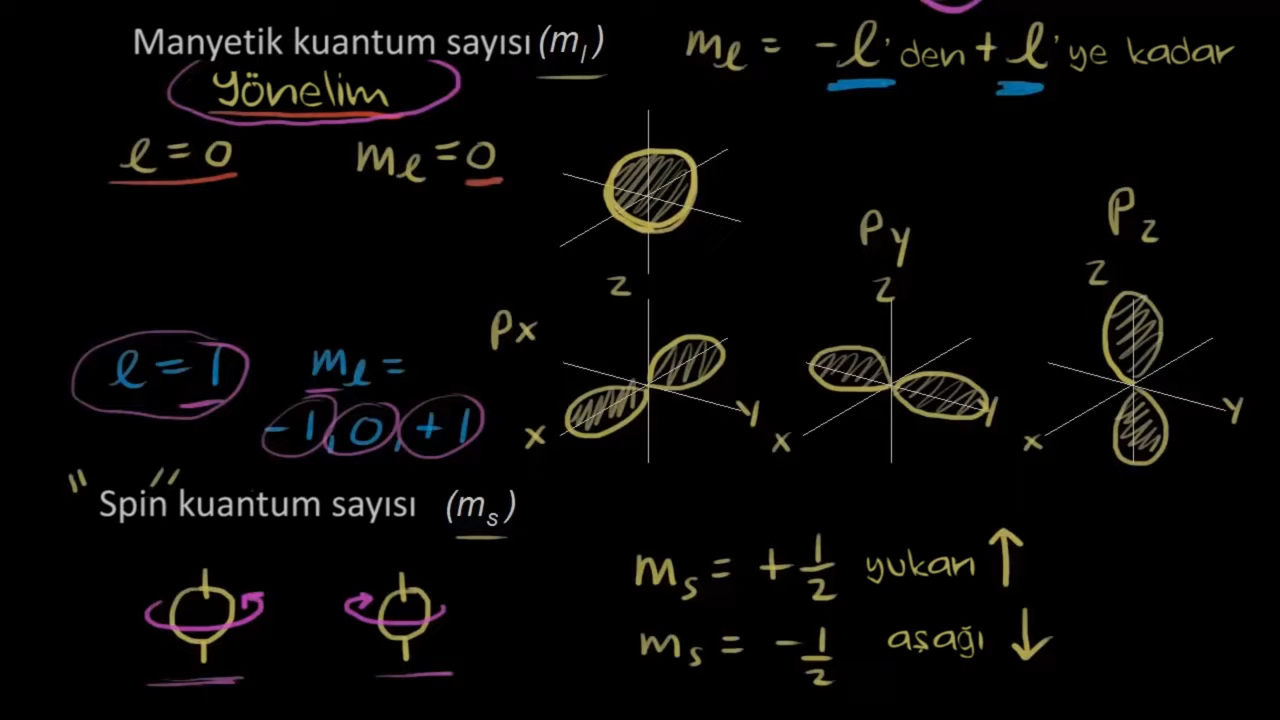 Manyetik kuantum sayısı (m_l)
m_ℓ = -ℓ'den +ℓ'ye kadar
Yönelim
ℓ = 0 m_ℓ = 0
P_x
z
x
y
P_y
z
x
y
P_z
z
x
y
ℓ = 1 m_ℓ =
-1, 0, +1
"Spin" kuantum sayısı (m_s)
m_s = +1/2 yukarı ↑
m_s = -1/2 aşağı ↓